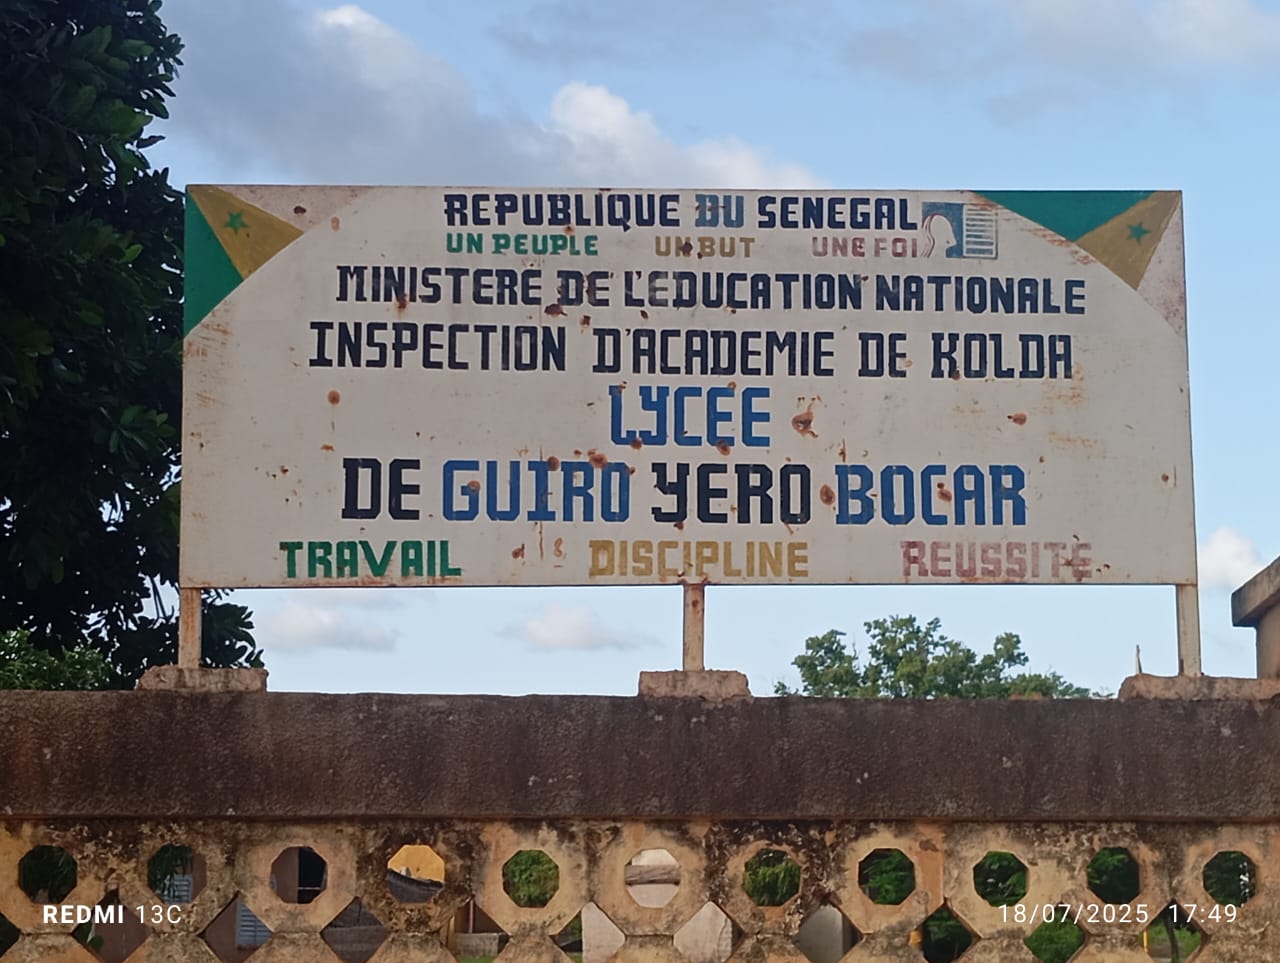 REPUBLIQUE DU SENEGAL
UN PEUPLE UN BUT UNE FOI
MINISTERE DE L'EDUCATION NATIONALE
INSPECTION D'ACADEMIE DE KOLDA
LYCEE
DE GUIRO YERO BOCAR
TRAVAIL DISCIPLINE REUSSITE
REDMI 13C
18/07/2025 17:49